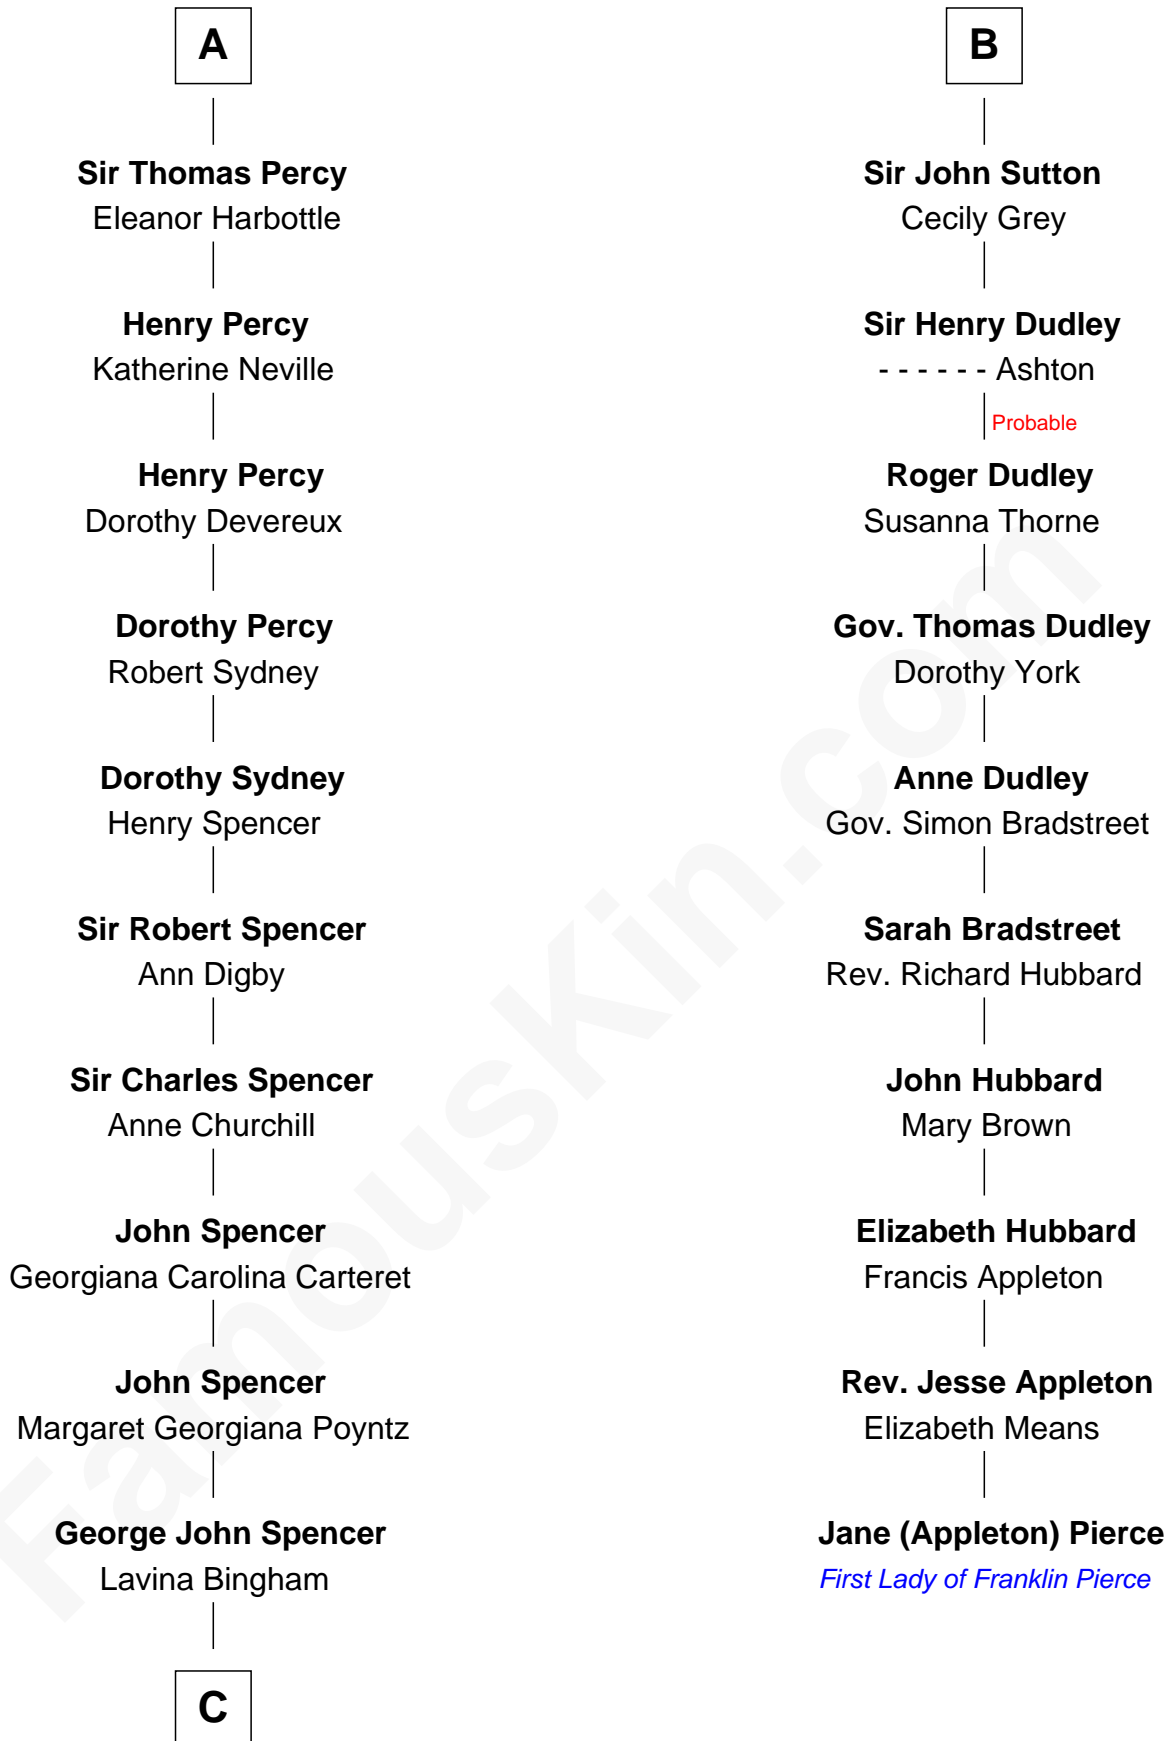 A
Sir Thomas Percy
Eleanor Harbottle
Henry Percy
Katherine Neville
Henry Percy
Dorothy Devereux
Dorothy Percy
Robert Sydney
Dorothy Sydney
Henry Spencer
Sir Robert Spencer
Ann Digby
Sir Charles Spencer
Anne Churchill
John Spencer
Georgiana Carolina Carteret
John Spencer
Margaret Georgiana Poyntz
George John Spencer
Lavina Bingham
C
B
Sir John Sutton
Cecily Grey
Sir Henry Dudley
- - - - - - Ashton
Probable
Roger Dudley
Susanna Thorne
Gov. Thomas Dudley
Dorothy York
Anne Dudley
Gov. Simon Bradstreet
Sarah Bradstreet
Rev. Richard Hubbard
John Hubbard
Mary Brown
Elizabeth Hubbard
Francis Appleton
Rev. Jesse Appleton
Elizabeth Means
Jane (Appleton) Pierce
First Lady of Franklin Pierce
FamousKin.com